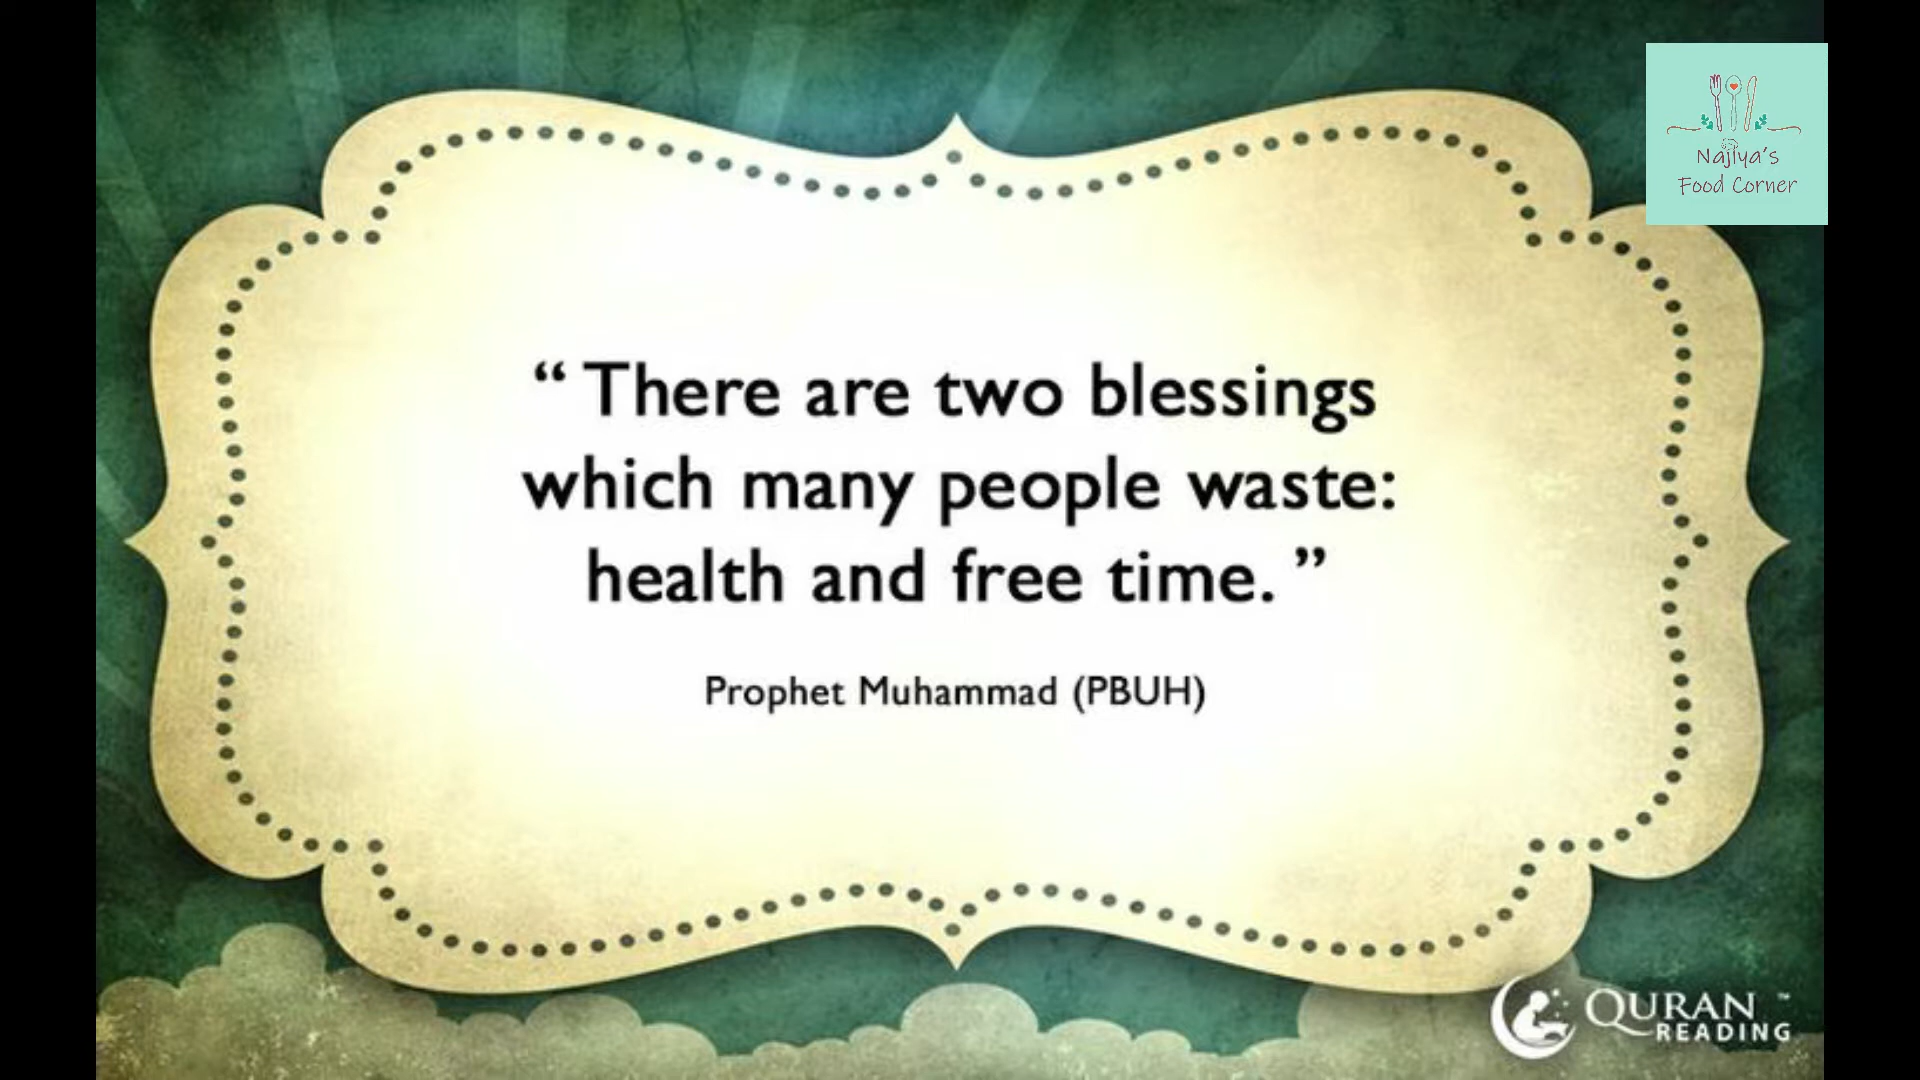 Najiya's
Food Corner
“ There are two blessings
which many people waste:
health and free time. ”
Prophet Muhammad (PBUH)
QURAN ™
READING